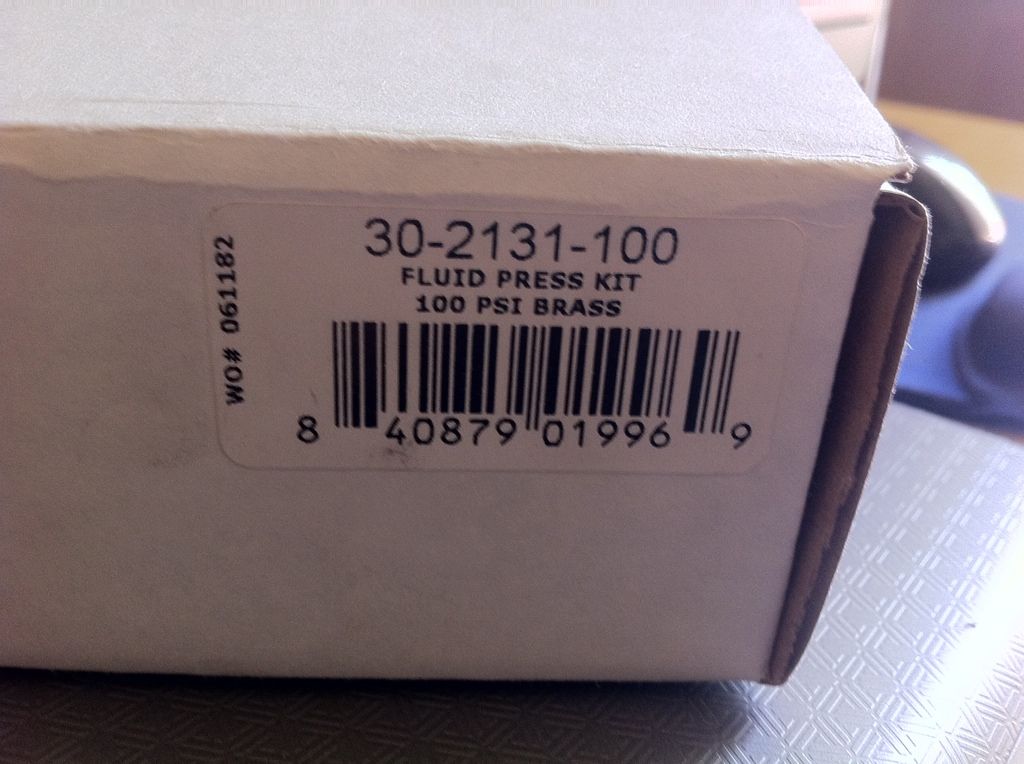 30-2131-100
FLUID PRESS KIT
100 PSI BRASS
WO# 061182
8 40879 01996 9